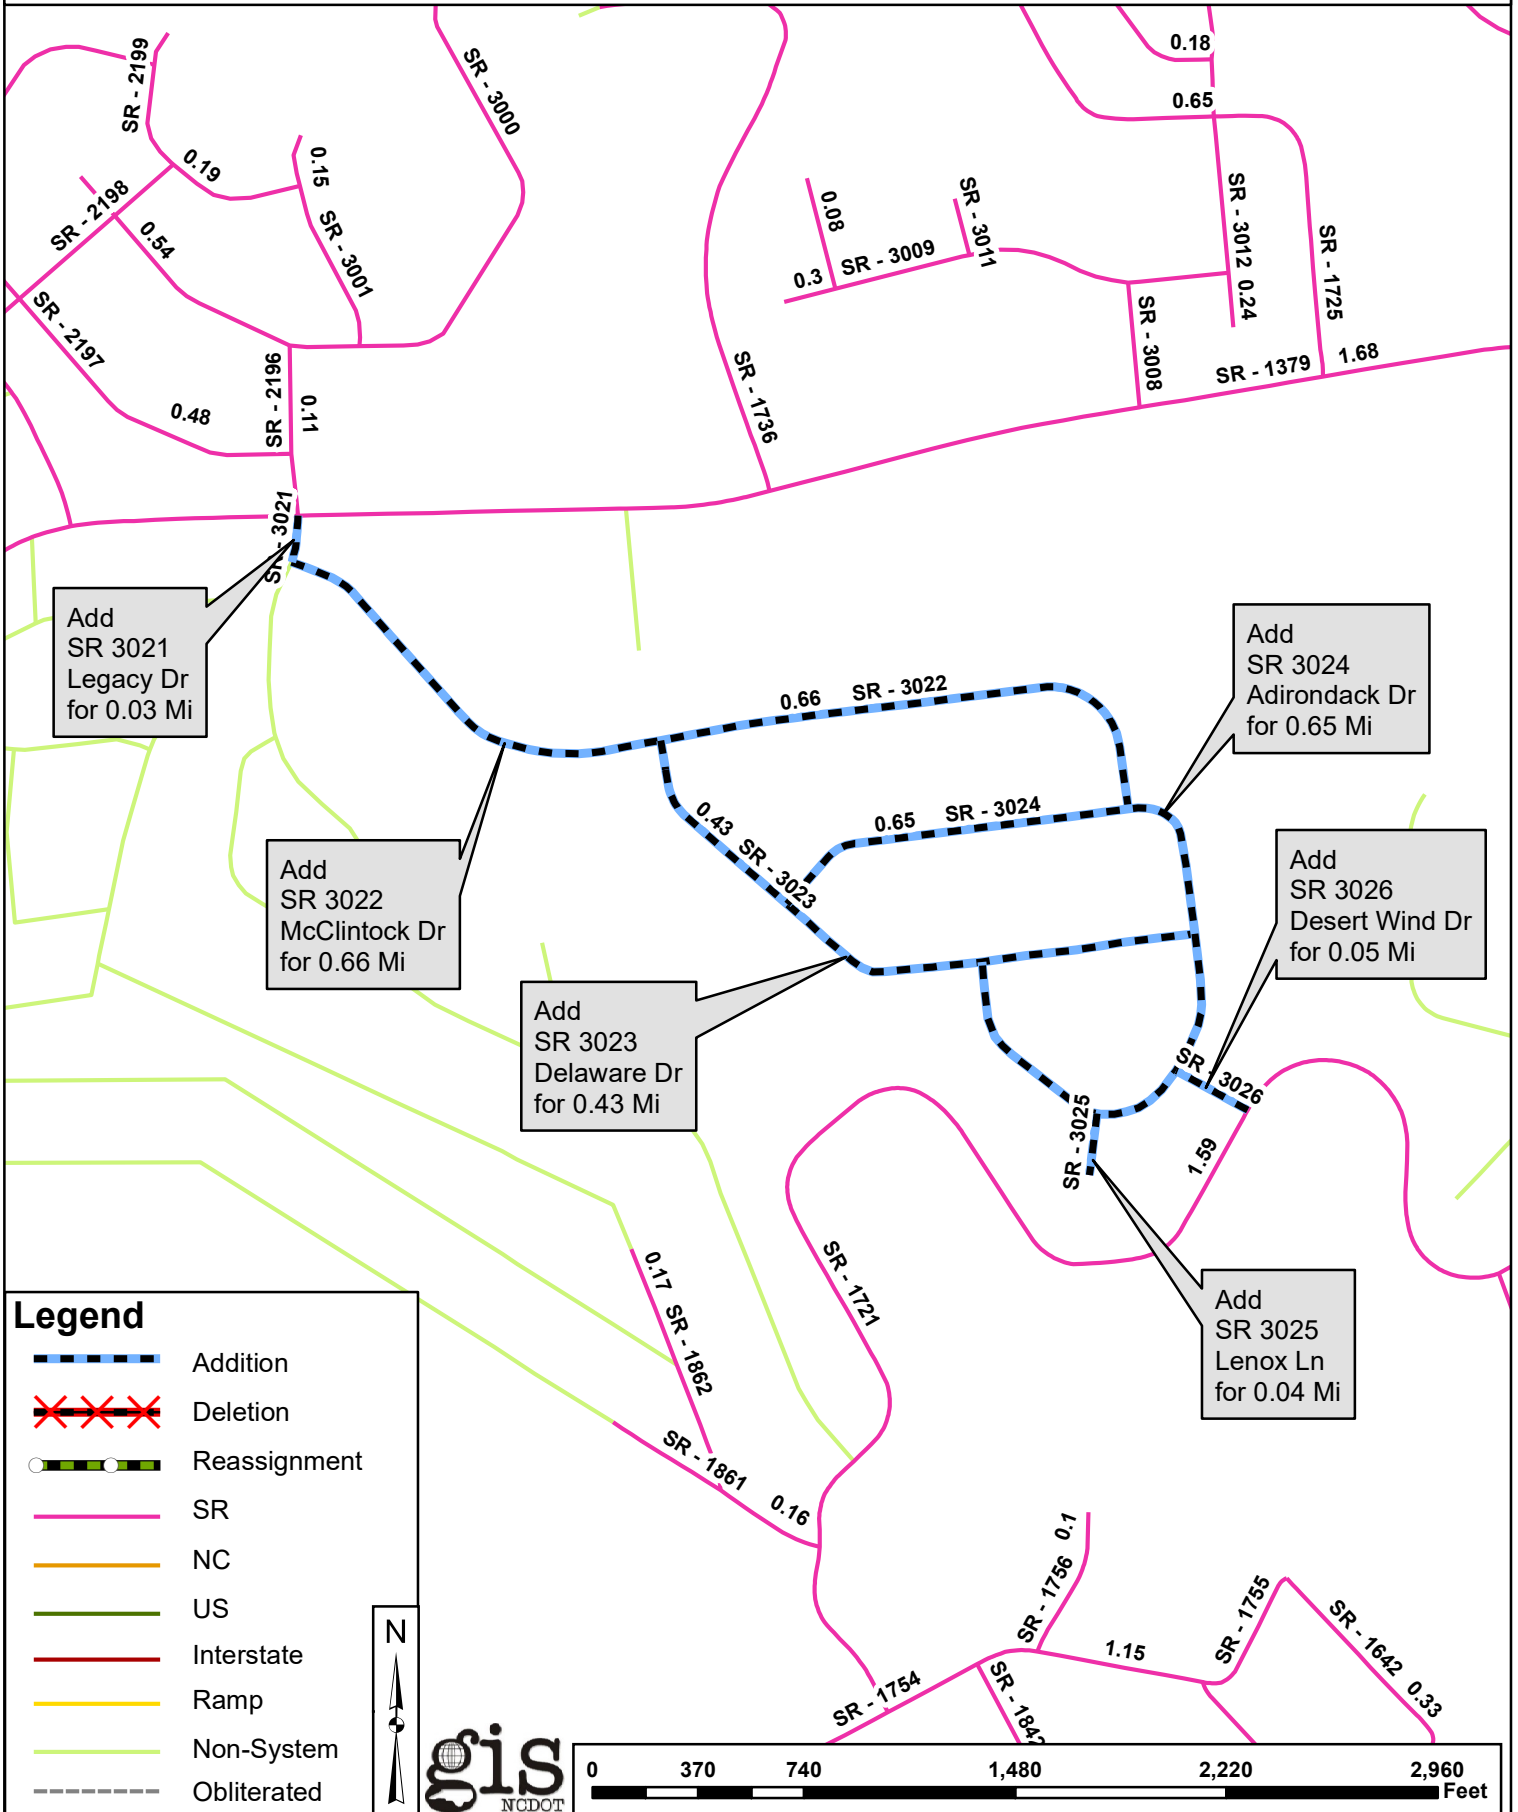 SR - 2199
SR - 3000
0.18
0.65
0.19
0.15
SR - 2198
0.54
SR - 3001
0.08
SR - 3011
SR - 3009
0.3
SR - 3012
0.24
SR - 1725
SR - 2197
0.48
SR - 2196
0.11
SR - 1736
SR - 3008
SR - 1379
1.68
SR - 3021
Add
SR 3021
Legacy Dr
for 0.03 Mi
Add
SR 3024
Adirondack Dr
for 0.65 Mi
0.66
SR - 3022
0.43
SR - 3023
0.65
SR - 3024
Add
SR 3022
McClintock Dr
for 0.66 Mi
Add
SR 3026
Desert Wind Dr
for 0.05 Mi
Add
SR 3023
Delaware Dr
for 0.43 Mi
SR - 3026
SR - 3025
1.59
SR - 1721
0.17
SR - 1862
Add
SR 3025
Lenox Ln
for 0.04 Mi
SR - 1861
0.16
0.1
SR - 1756
1.15
SR - 1755
SR - 1642
0.33
SR - 1754
SR - 1842
Legend
Addition
Deletion
Reassignment
SR
NC
US
Interstate
Ramp
Non-System
Obliterated
N
gis
NCDOT
0 370 740 1,480 2,220 2,960
Feet